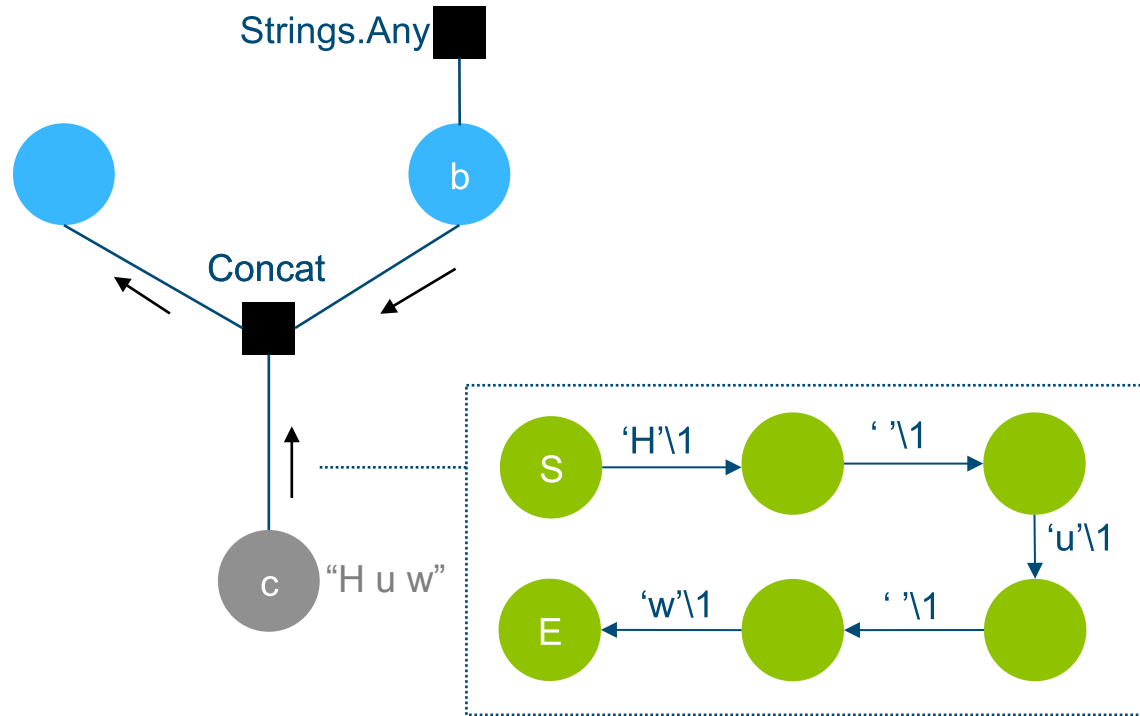 Strings.Any
b
Concat
‘H’\1
‘ ’\1
S
‘u’\1
c
“H u w”
‘w’\1
‘ ’\1
E